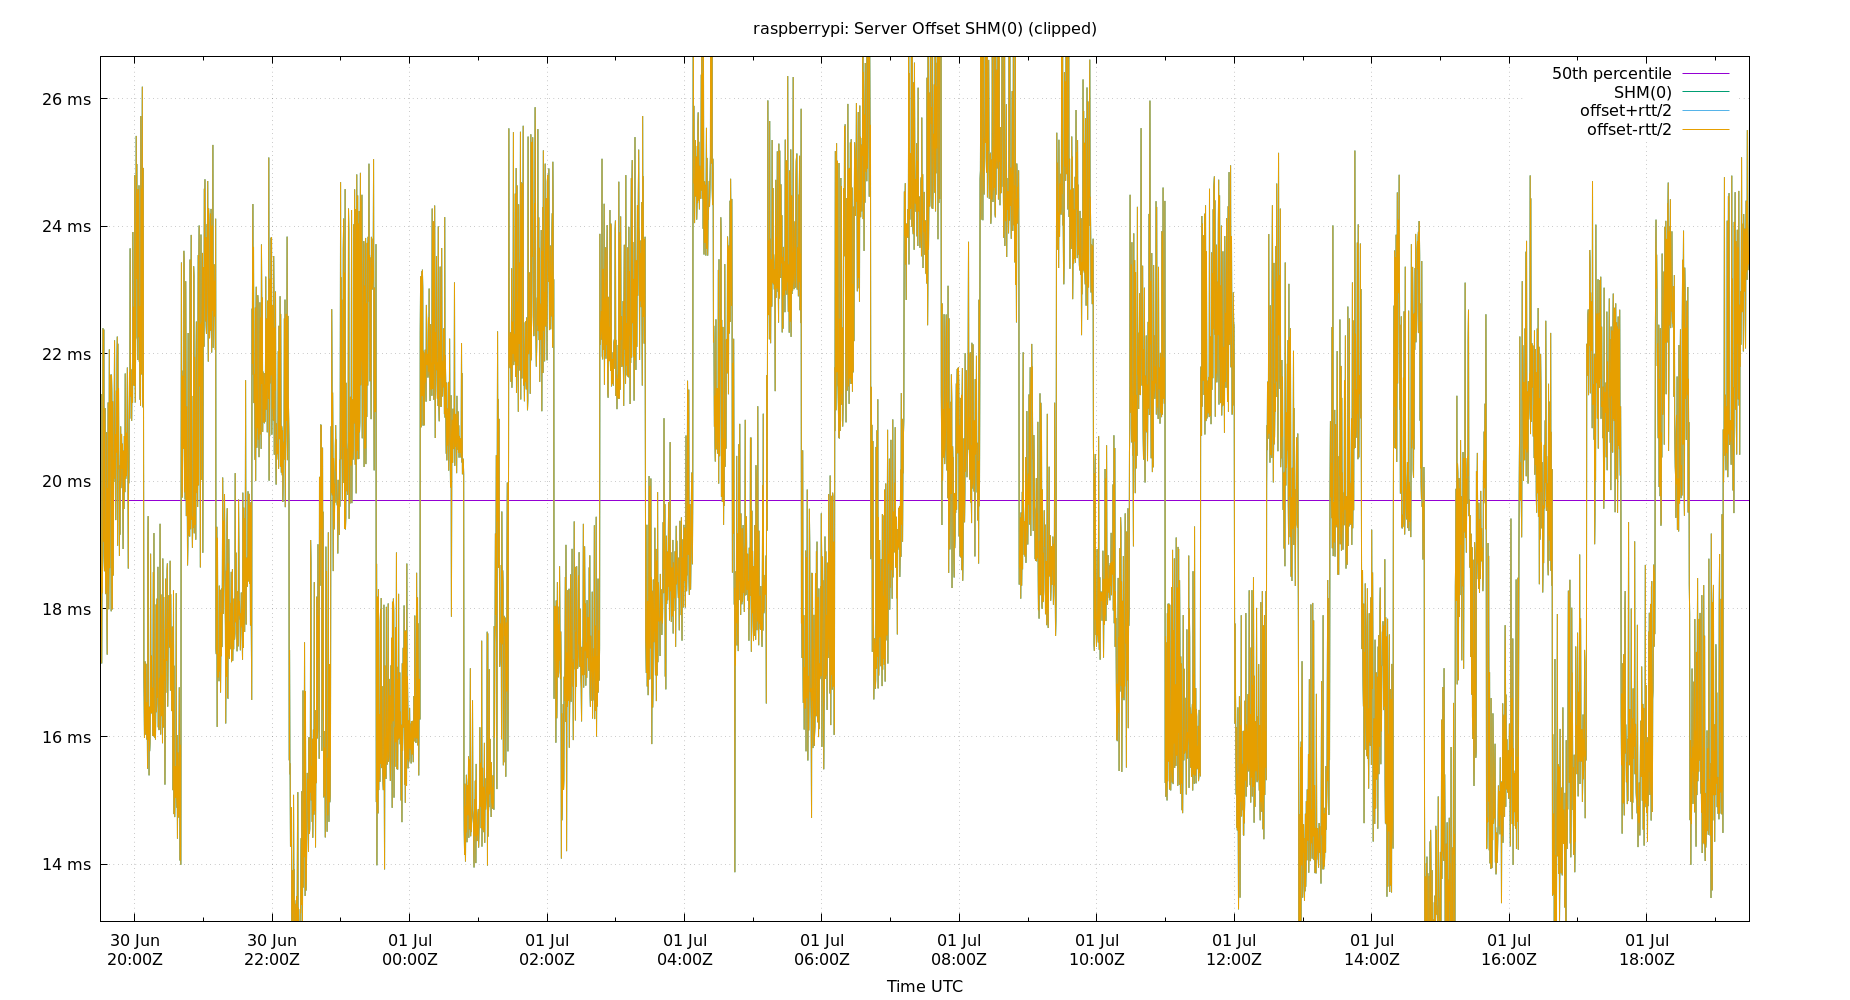 raspberrypi: Server Offset SHM(0) (clipped)
50th percentile
SHM(0)
offset+rtt/2
offset-rtt/2
26 ms
24 ms
22 ms
20 ms
18 ms
16 ms
14 ms
30 Jun 30 Jun 01 Jul 01 Jul 01 Jul 01 Jul 01 Jul 01 Jul 01 Jul 01 Jul 01 Jul 01 Jul
20:00Z 22:00Z 00:00Z 02:00Z 04:00Z 06:00Z 08:00Z 10:00Z 12:00Z 14:00Z 16:00Z 18:00Z
Time UTC